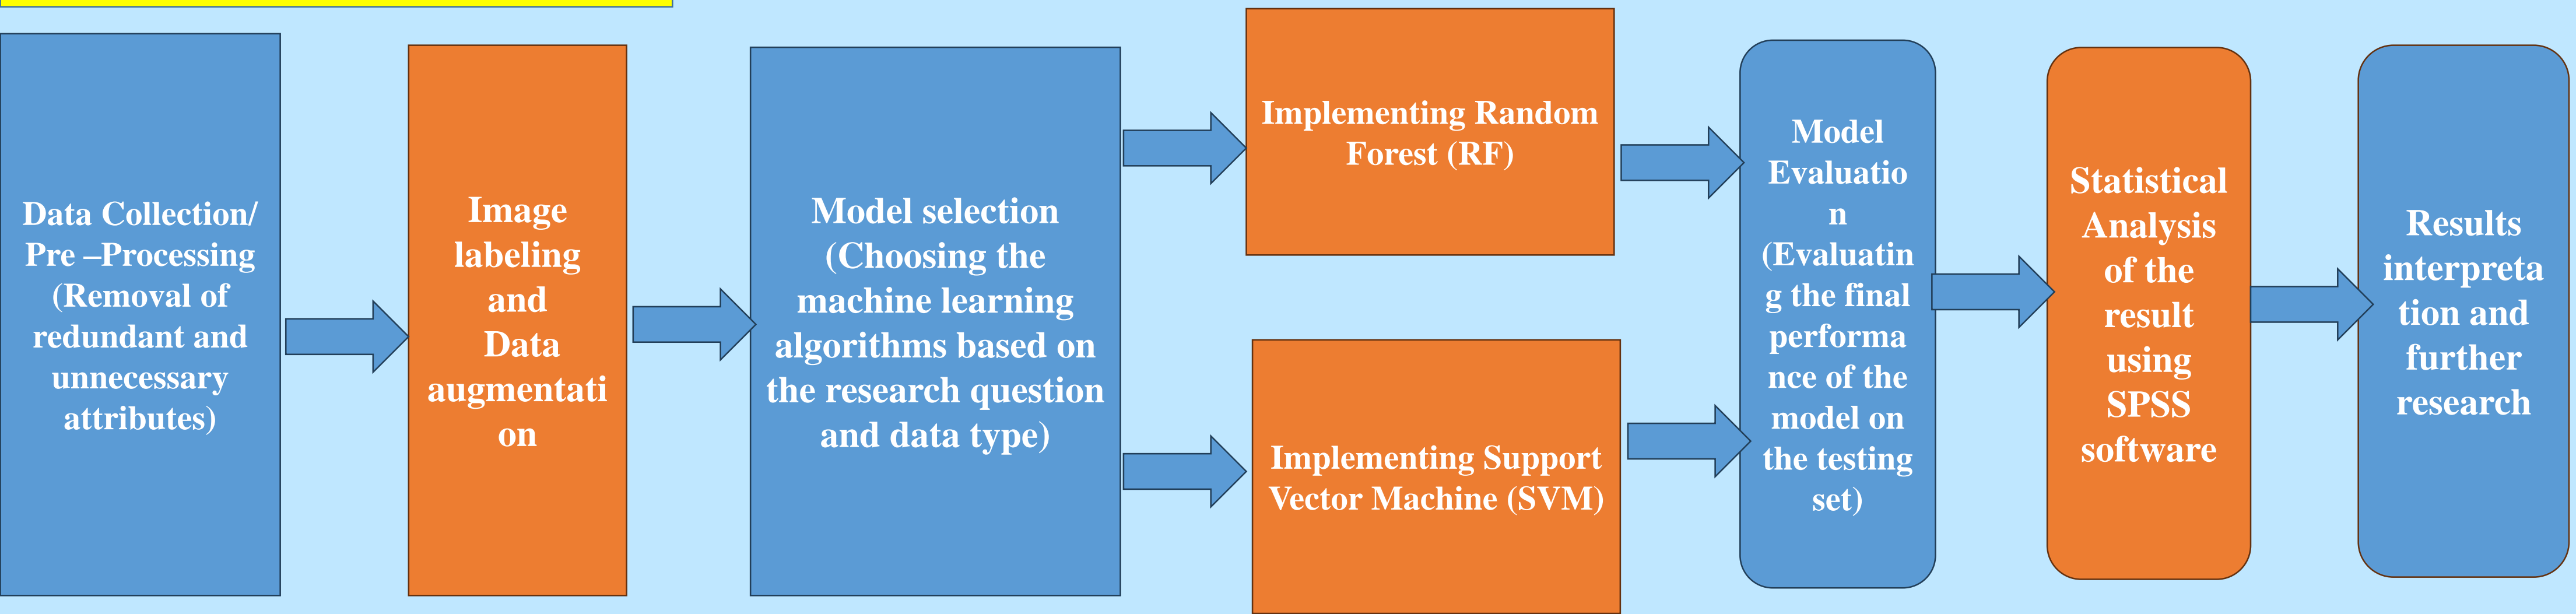 Data Collection/
Pre –Processing
(Removal of
redundant and
unnecessary
attributes)
Image
labeling
and
Data
augmentati
on
Model selection
(Choosing the
machine learning
algorithms based on
the research question
and data type)
Implementing Random
Forest (RF)
Implementing Support
Vector Machine (SVM)
Model
Evaluatio
n
(Evaluatin
g the final
performa
nce of the
model on
the testing
set)
Statistical
Analysis
of the
result
using
SPSS
software
Results
interpreta
tion and
further
research